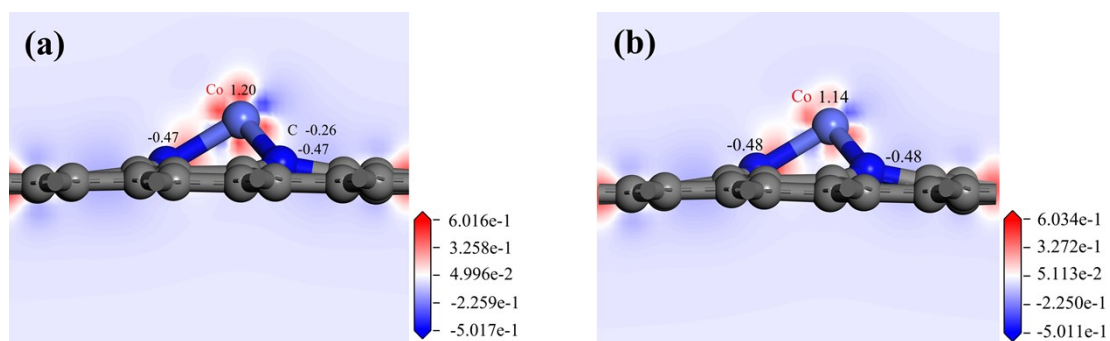 (a)
Co 1.20
-0.47
C -0.26
-0.47
6.016e-1
3.258e-1
4.996e-2
-2.259e-1
-5.017e-1
(b)
Co 1.14
-0.48
-0.48
6.034e-1
3.272e-1
5.113e-2
-2.250e-1
-5.011e-1